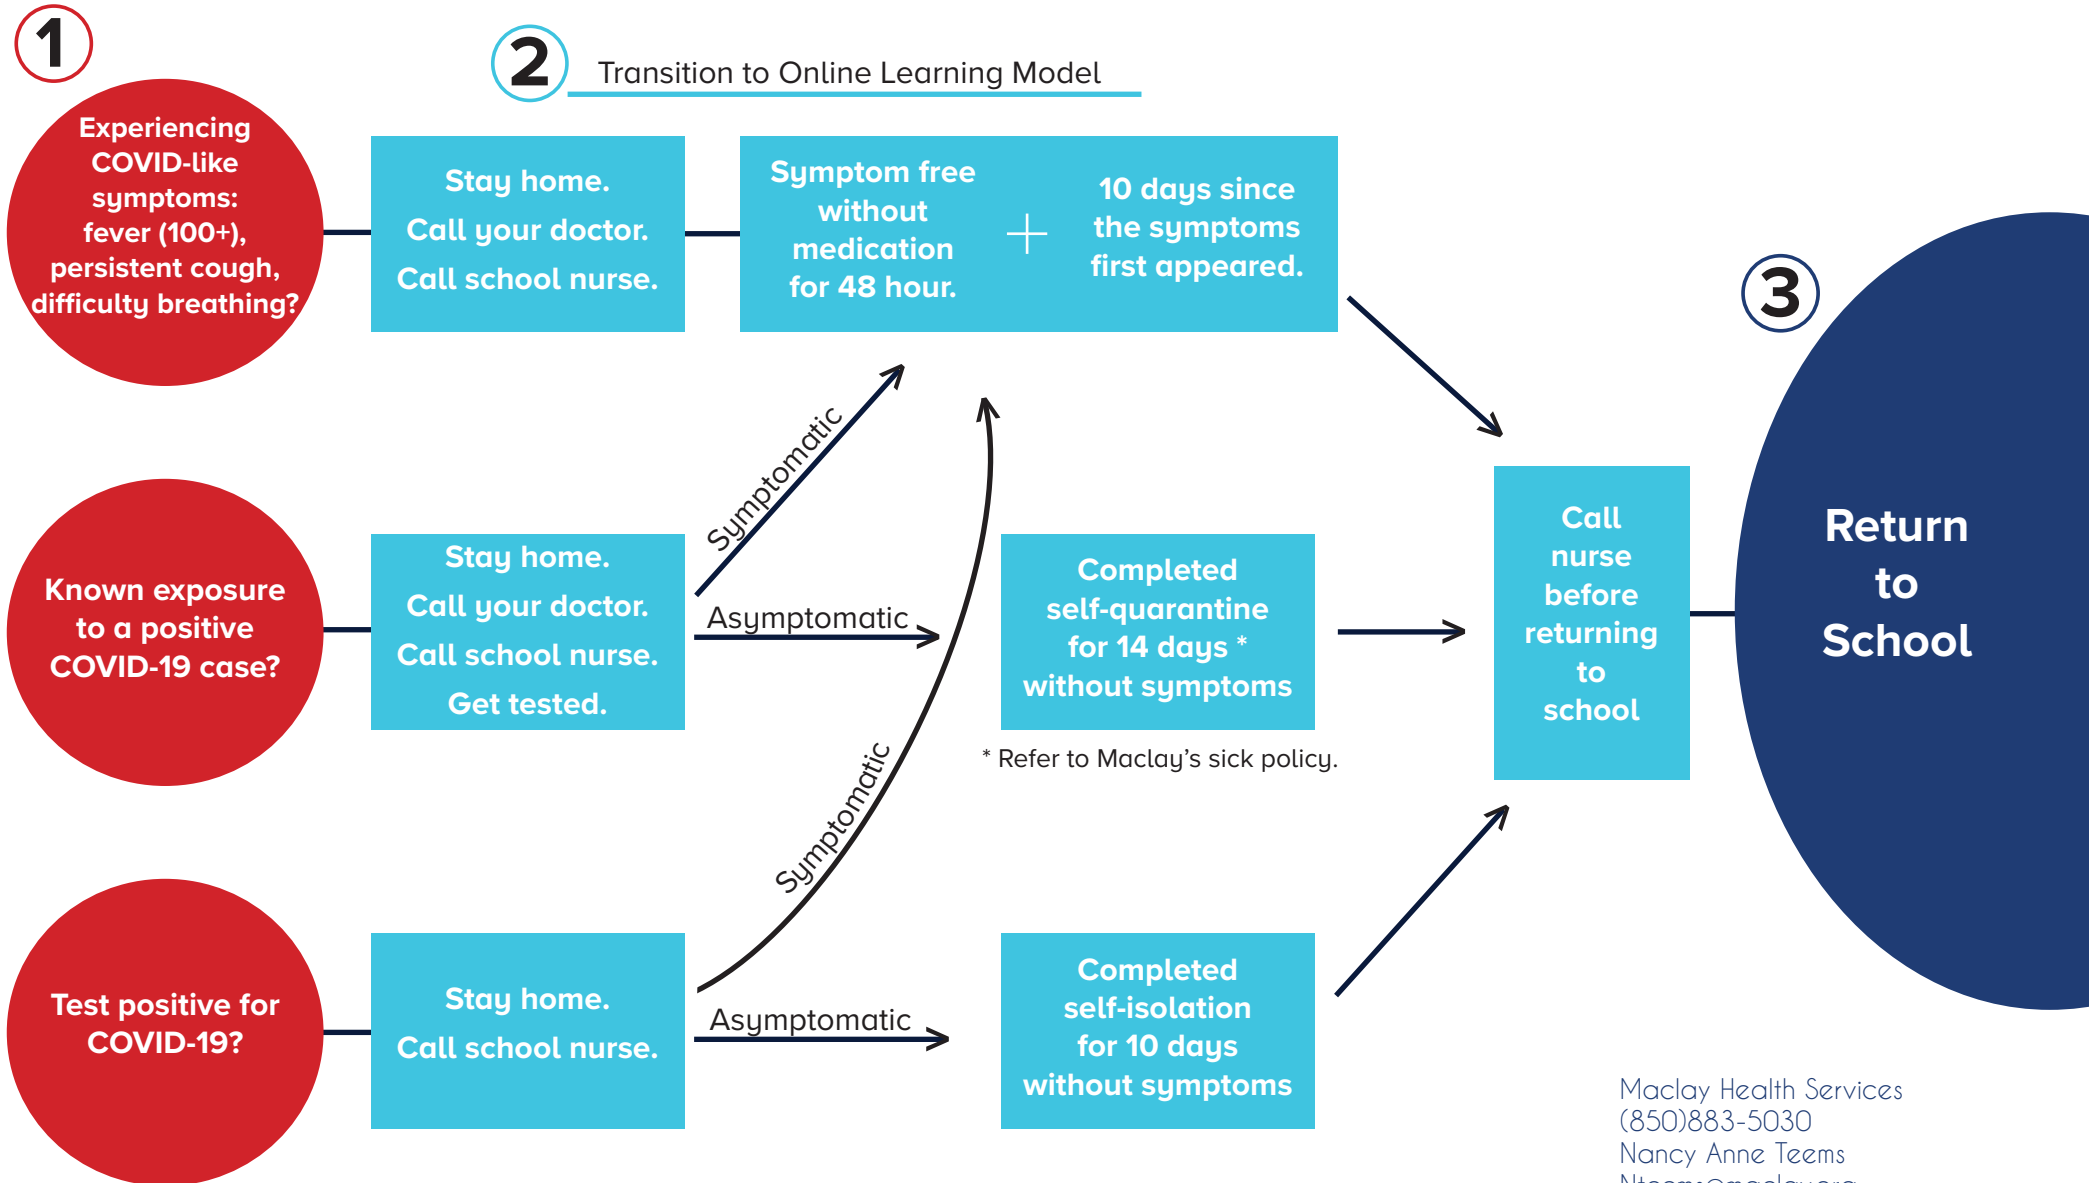 1
2
Transition to Online Learning Model
Experiencing
COVID-like
symptoms:
fever (100+),
persistent cough,
difficulty breathing?
Stay home.
Call your doctor.
Call school nurse.
Symptom free
without
medication
for 48 hour.
+
10 days since
the symptoms
first appeared.
3
Symptomatic
Known exposure
to a positive
COVID-19 case?
Stay home.
Call your doctor.
Call school nurse.
Get tested.
Asymptomatic
Completed
self-quarantine
for 14 days *
without symptoms
* Refer to Maclay's sick policy.
Call
nurse
before
returning
to
school
Return
to
School
Symptomatic
Test positive for
COVID-19?
Stay home.
Call school nurse.
Asymptomatic
Completed
self-isolation
for 10 days
without symptoms
Maclay Health Services
(850)883-5030
Nancy Anne Teems